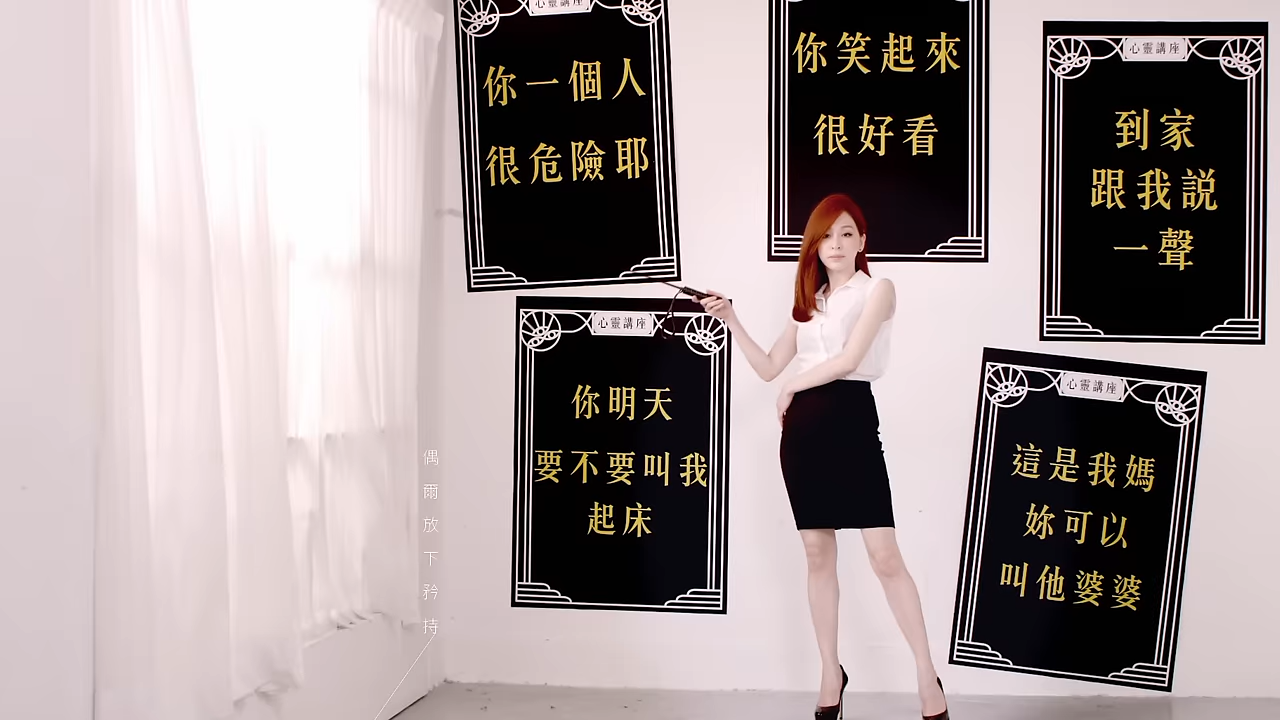 心靈講座
你一個人
很危險耶
你笑起來
很好看
心靈講座
到家
跟我說
一聲
心靈講座
你明天
要不要叫我
起床
心靈講座
這是我媽
妳可以
叫他婆婆
偶爾放下矜持